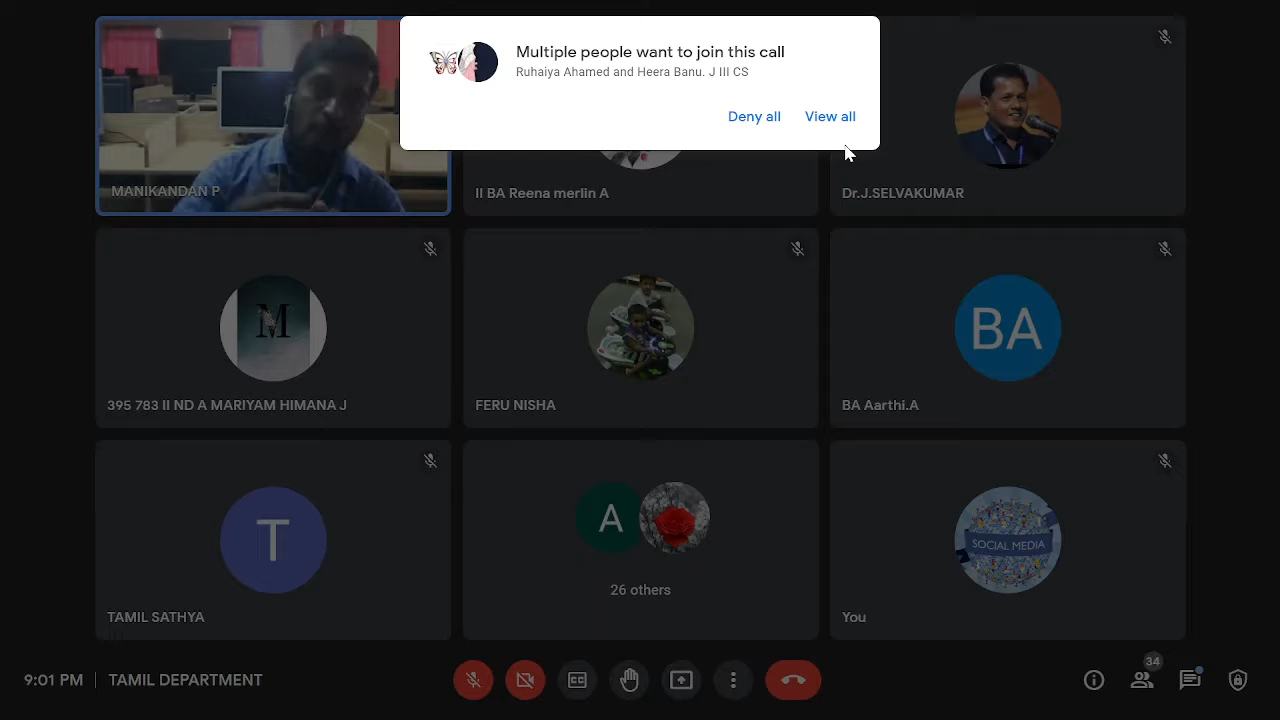 Multiple people want to join this call
Ruhaiya Ahamed and Heera Banu. J III CS
Deny all
View all
MANIKANDAN P
II BA Reena merlin A
Dr.J.SELVAKUMAR
M
BA
395 783 II ND A MARIYAM HIMANA J
FERU NISHA
BA Aarthi.A
T
A
SOCIAL MEDIA
26 others
TAMIL SATHYA
You
9:01 PM | TAMIL DEPARTMENT
CC
34